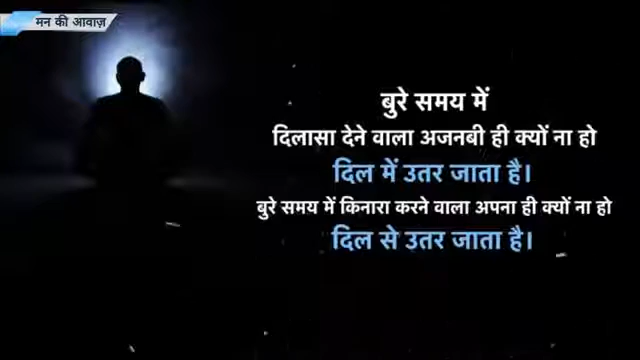 मन की आवाज़
बुरे समय में
दिलासा देने वाला अजनबी ही क्यों ना हो
दिल में उतर जाता है।
बुरे समय में किनारा करने वाला अपना ही क्यों ना हो
दिल से उतर जाता है।